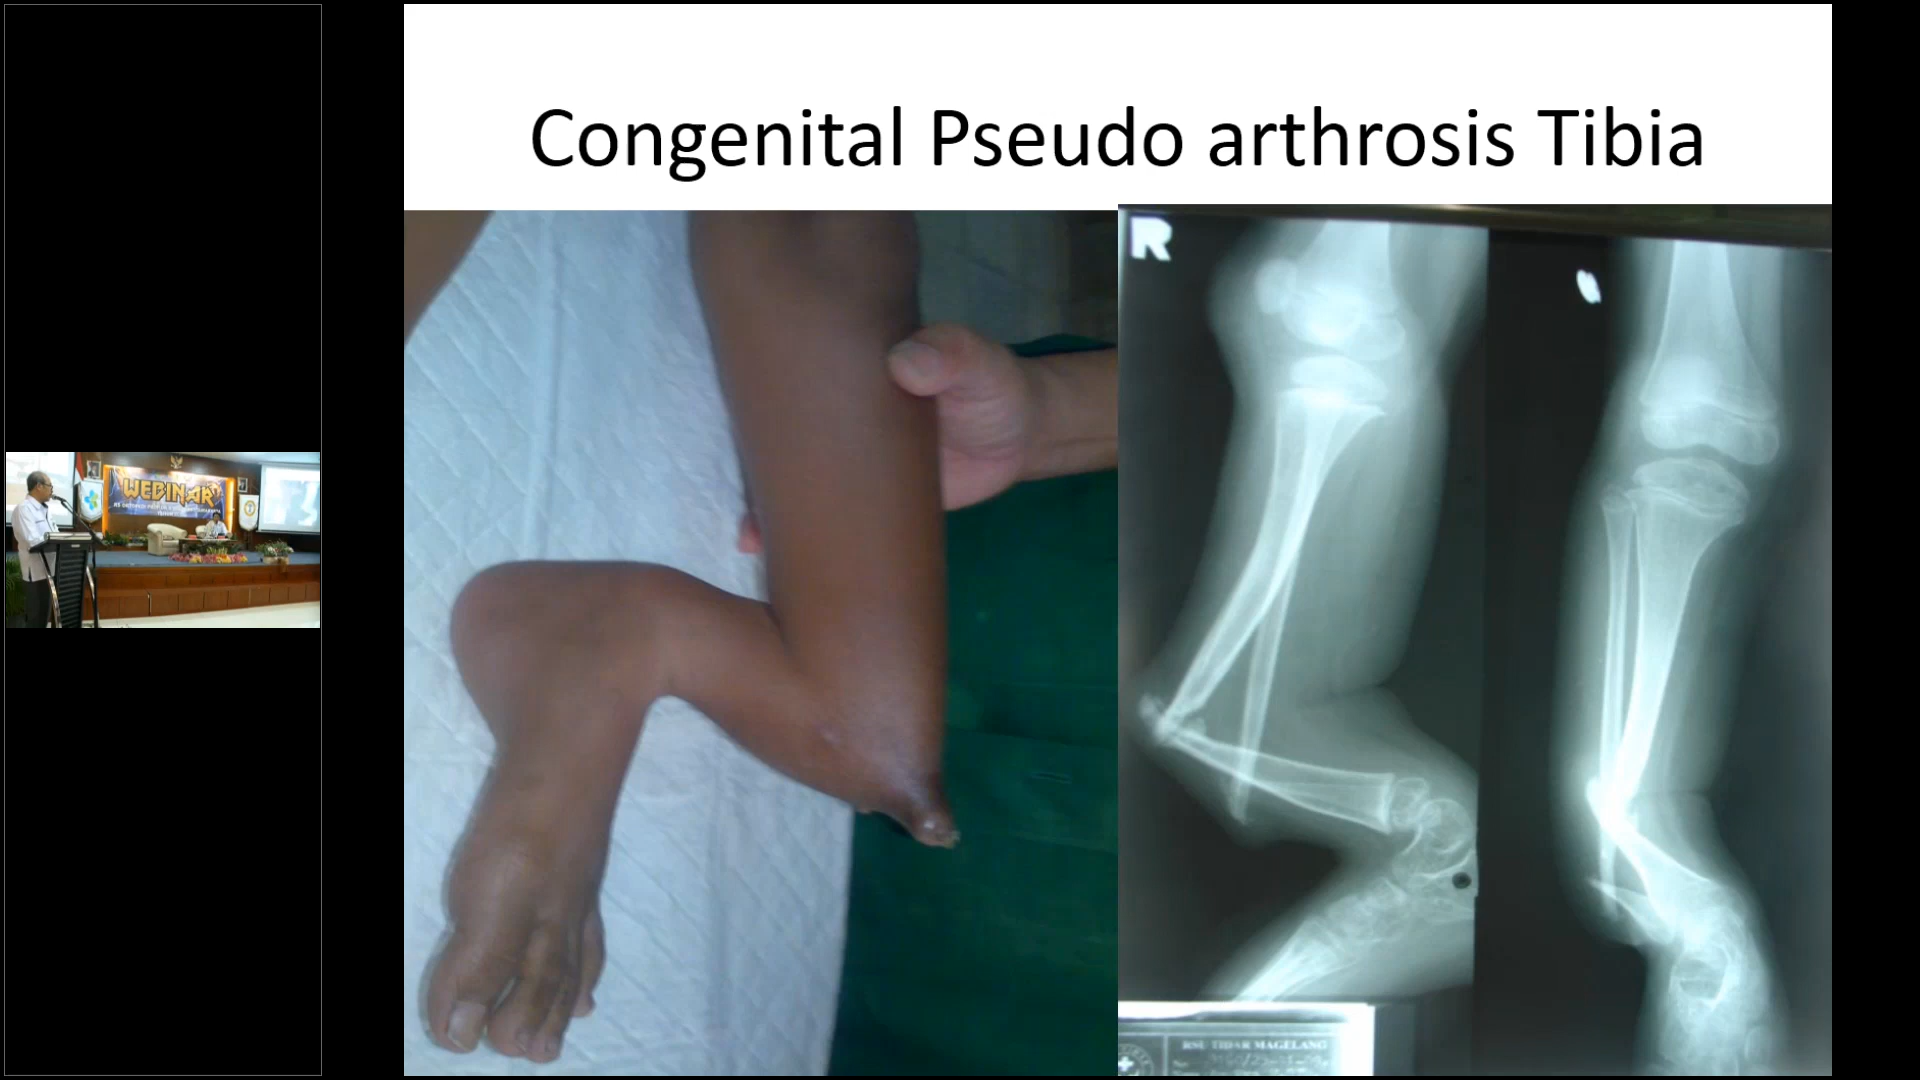 Congenital Pseudo arthrosis Tibia
R
WEBINAR
RSU TIDAR MAGELANG